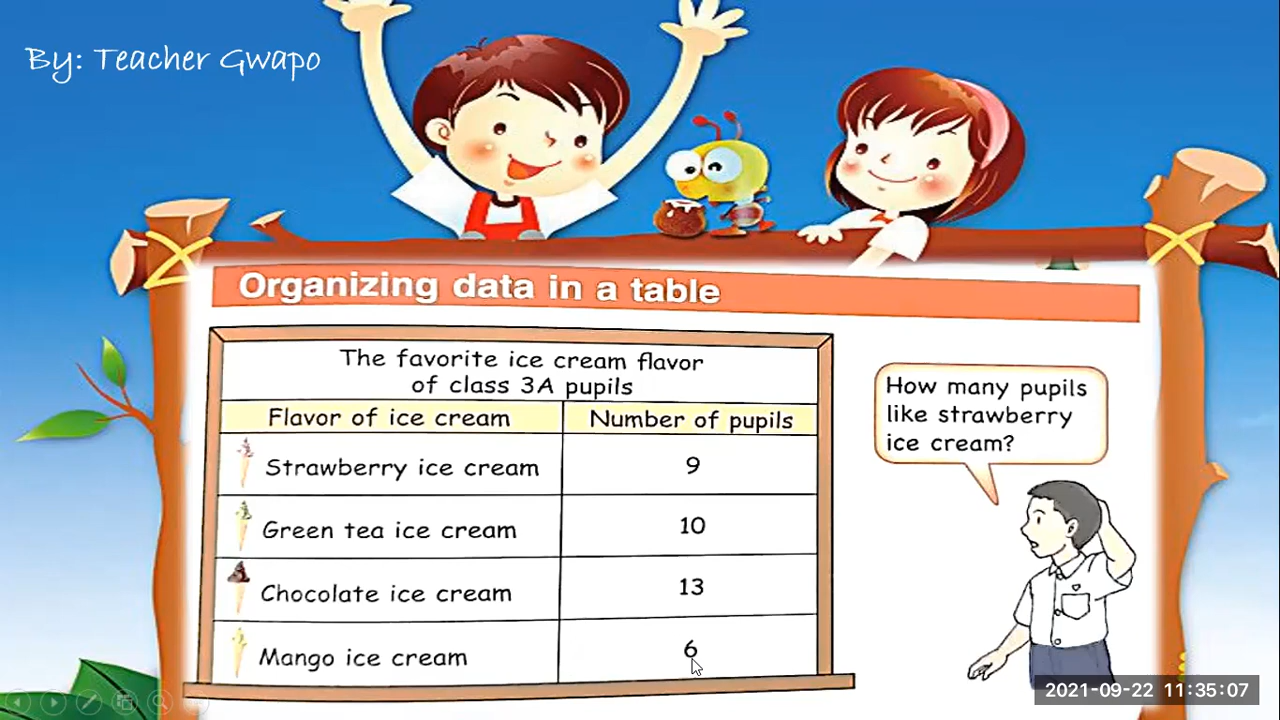 By: Teacher Gwapo
Organizing data in a table
The favorite ice cream flavor
of class 3A pupils
Flavor of ice cream Number of pupils
Strawberry ice cream 9
Green tea ice cream 10
Chocolate ice cream 13
Mango ice cream 6
How many pupils
like strawberry
ice cream?
2021-09-22 11:35:07